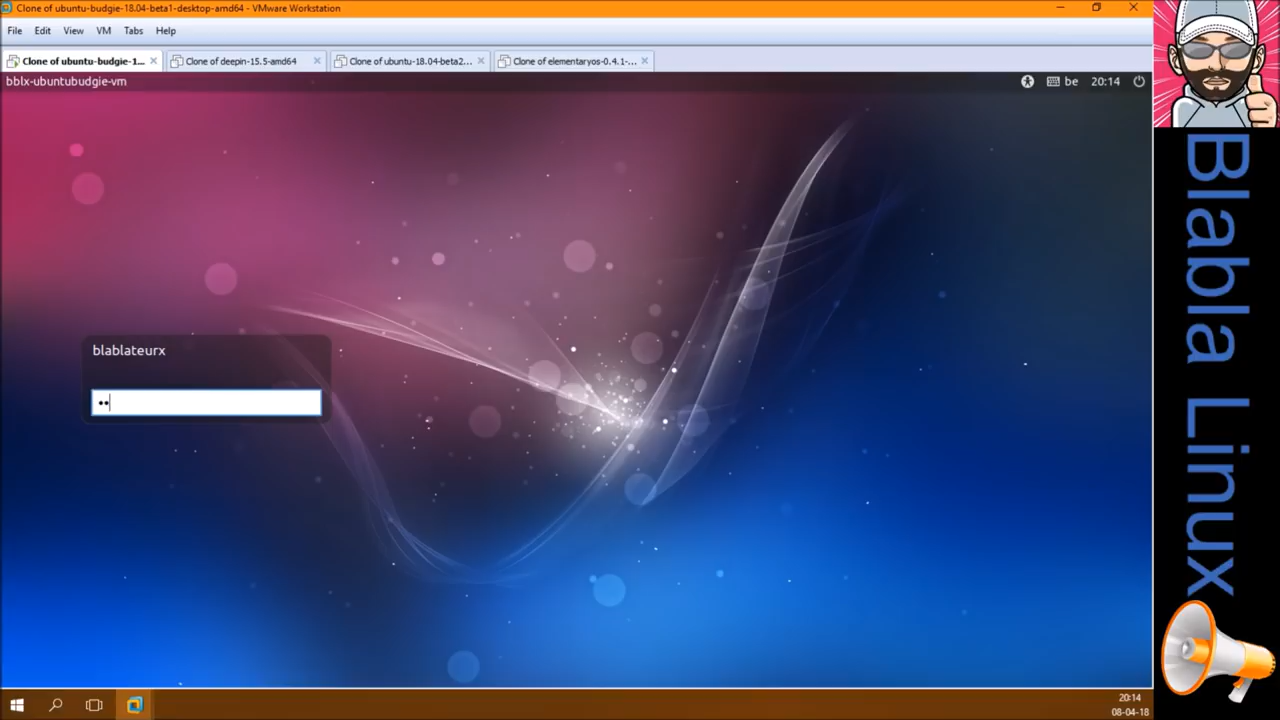 Clone of ubuntu-budgie-18.04-beta1-desktop-amd64 - VMware Workstation
File Edit View VM Tabs Help
Clone of ubuntu-budgie-1...
Clone of deepin-15.5-amd64
Clone of ubuntu-18.04-beta2...
Clone of elementaryos-0.4.1-...
bblx-ubuntubudgie-vm
be
20:14
blablateurx
Blabla Linux
20:14
08-04-18